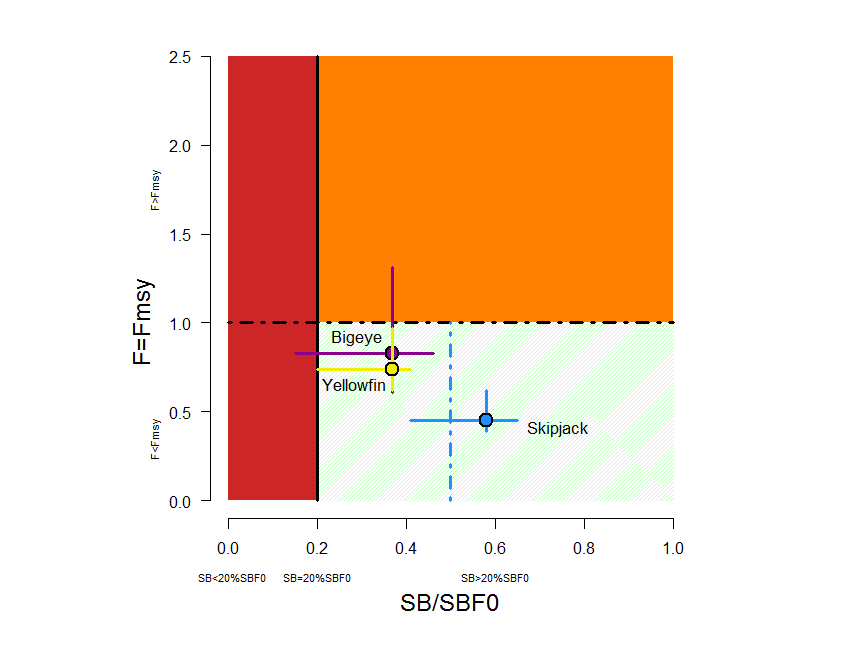 2.5
2.0
F>Fmsy
1.5
F=Fmsy
1.0
Bigeye
Yellowfin
0.5
Skipjack
F<Fmsy
0.0
0.0 0.2 0.4 0.6 0.8 1.0
SB<20%SBF0 SB=20%SBF0 SB>20%SBF0
SB/SBF0